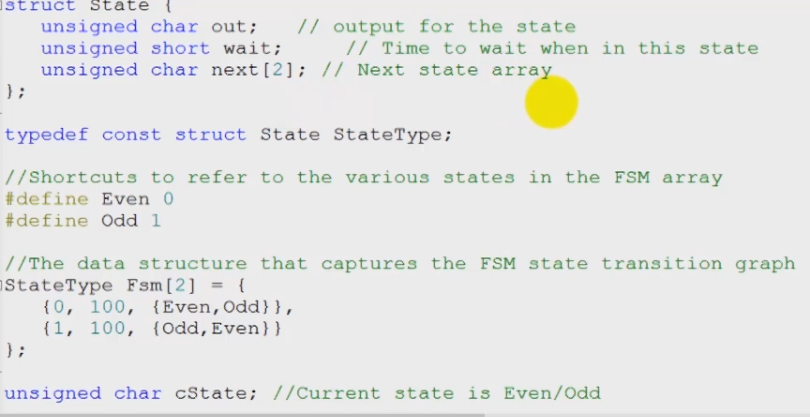 struct State {
unsigned char out; // output for the state
unsigned short wait; // Time to wait when in this state
unsigned char next[2]; // Next state array
};
typedef const struct State StateType;
//Shortcuts to refer to the various states in the FSM array
#define Even 0
#define Odd 1
//The data structure that captures the FSM state transition graph
StateType Fsm[2] = {
{0, 100, {Even,Odd}},
{1, 100, {Odd,Even}}
};
unsigned char cState; //Current state is Even/Odd